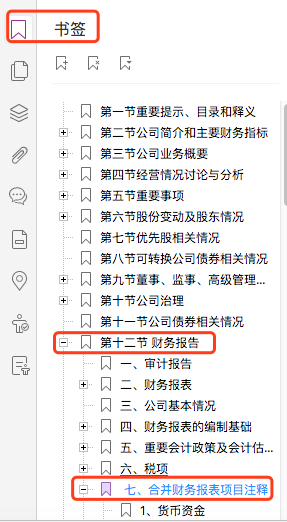 书签
第一节重要提示、目录和释义
第二节公司简介和主要财务指标
第三节公司业务概要
第四节经营情况讨论与分析
第五节重要事项
第六节股份变动及股东情况
第七节优先股相关情况
第八节可转换公司债券相关情况
第九节董事、监事、高级管理...
第十节公司治理
第十一节公司债券相关情况
第十二节 财务报告
一、审计报告
二、财务报表
三、公司基本情况
四、财务报表的编制基础
五、重要会计政策及会计估...
六、税项
七、合并财务报表项目注释
1、货币资金